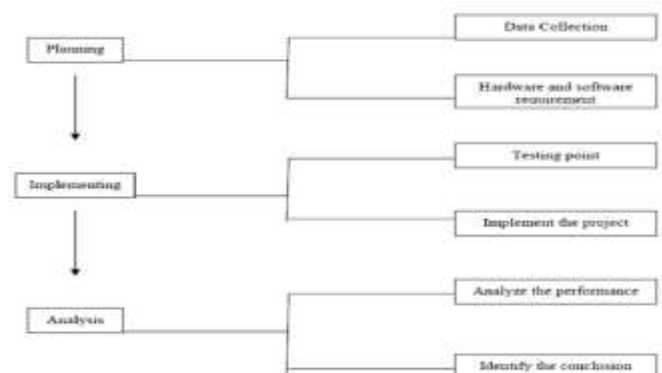 Data Collection
Planning
Hardware and software
requirement
Testing point
Implementing
Implement the project
Analyze the performance
Analysis
Identify the conclusion